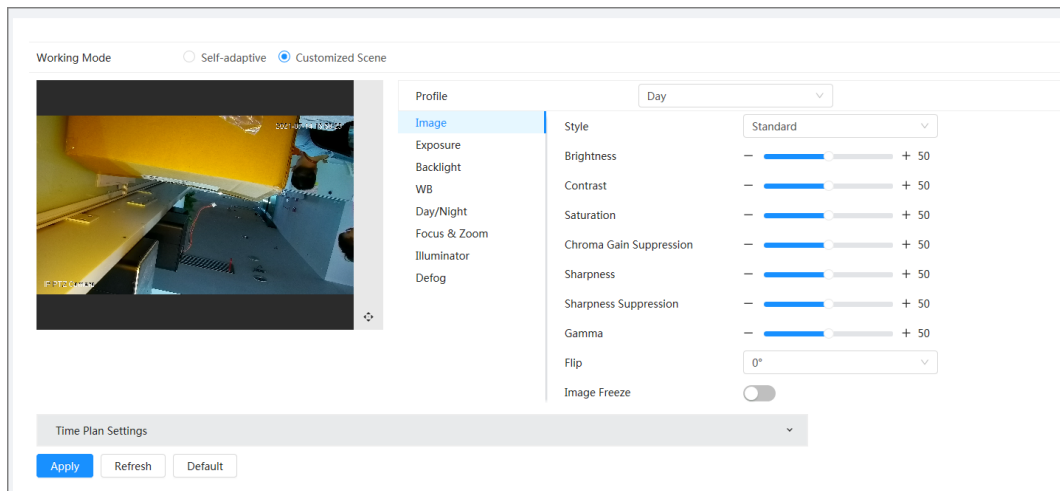 Working Mode
Self-adaptive
Customized Scene
Profile
Day
Image
Exposure
Backlight
WB
Day/Night
Focus & Zoom
Illuminator
Defog
Style
Standard
Brightness
50
Contrast
50
Saturation
50
Chroma Gain Suppression
50
Sharpness
50
Sharpness Suppression
50
Gamma
50
Flip
0°
Image Freeze
Time Plan Settings
Apply
Refresh
Default